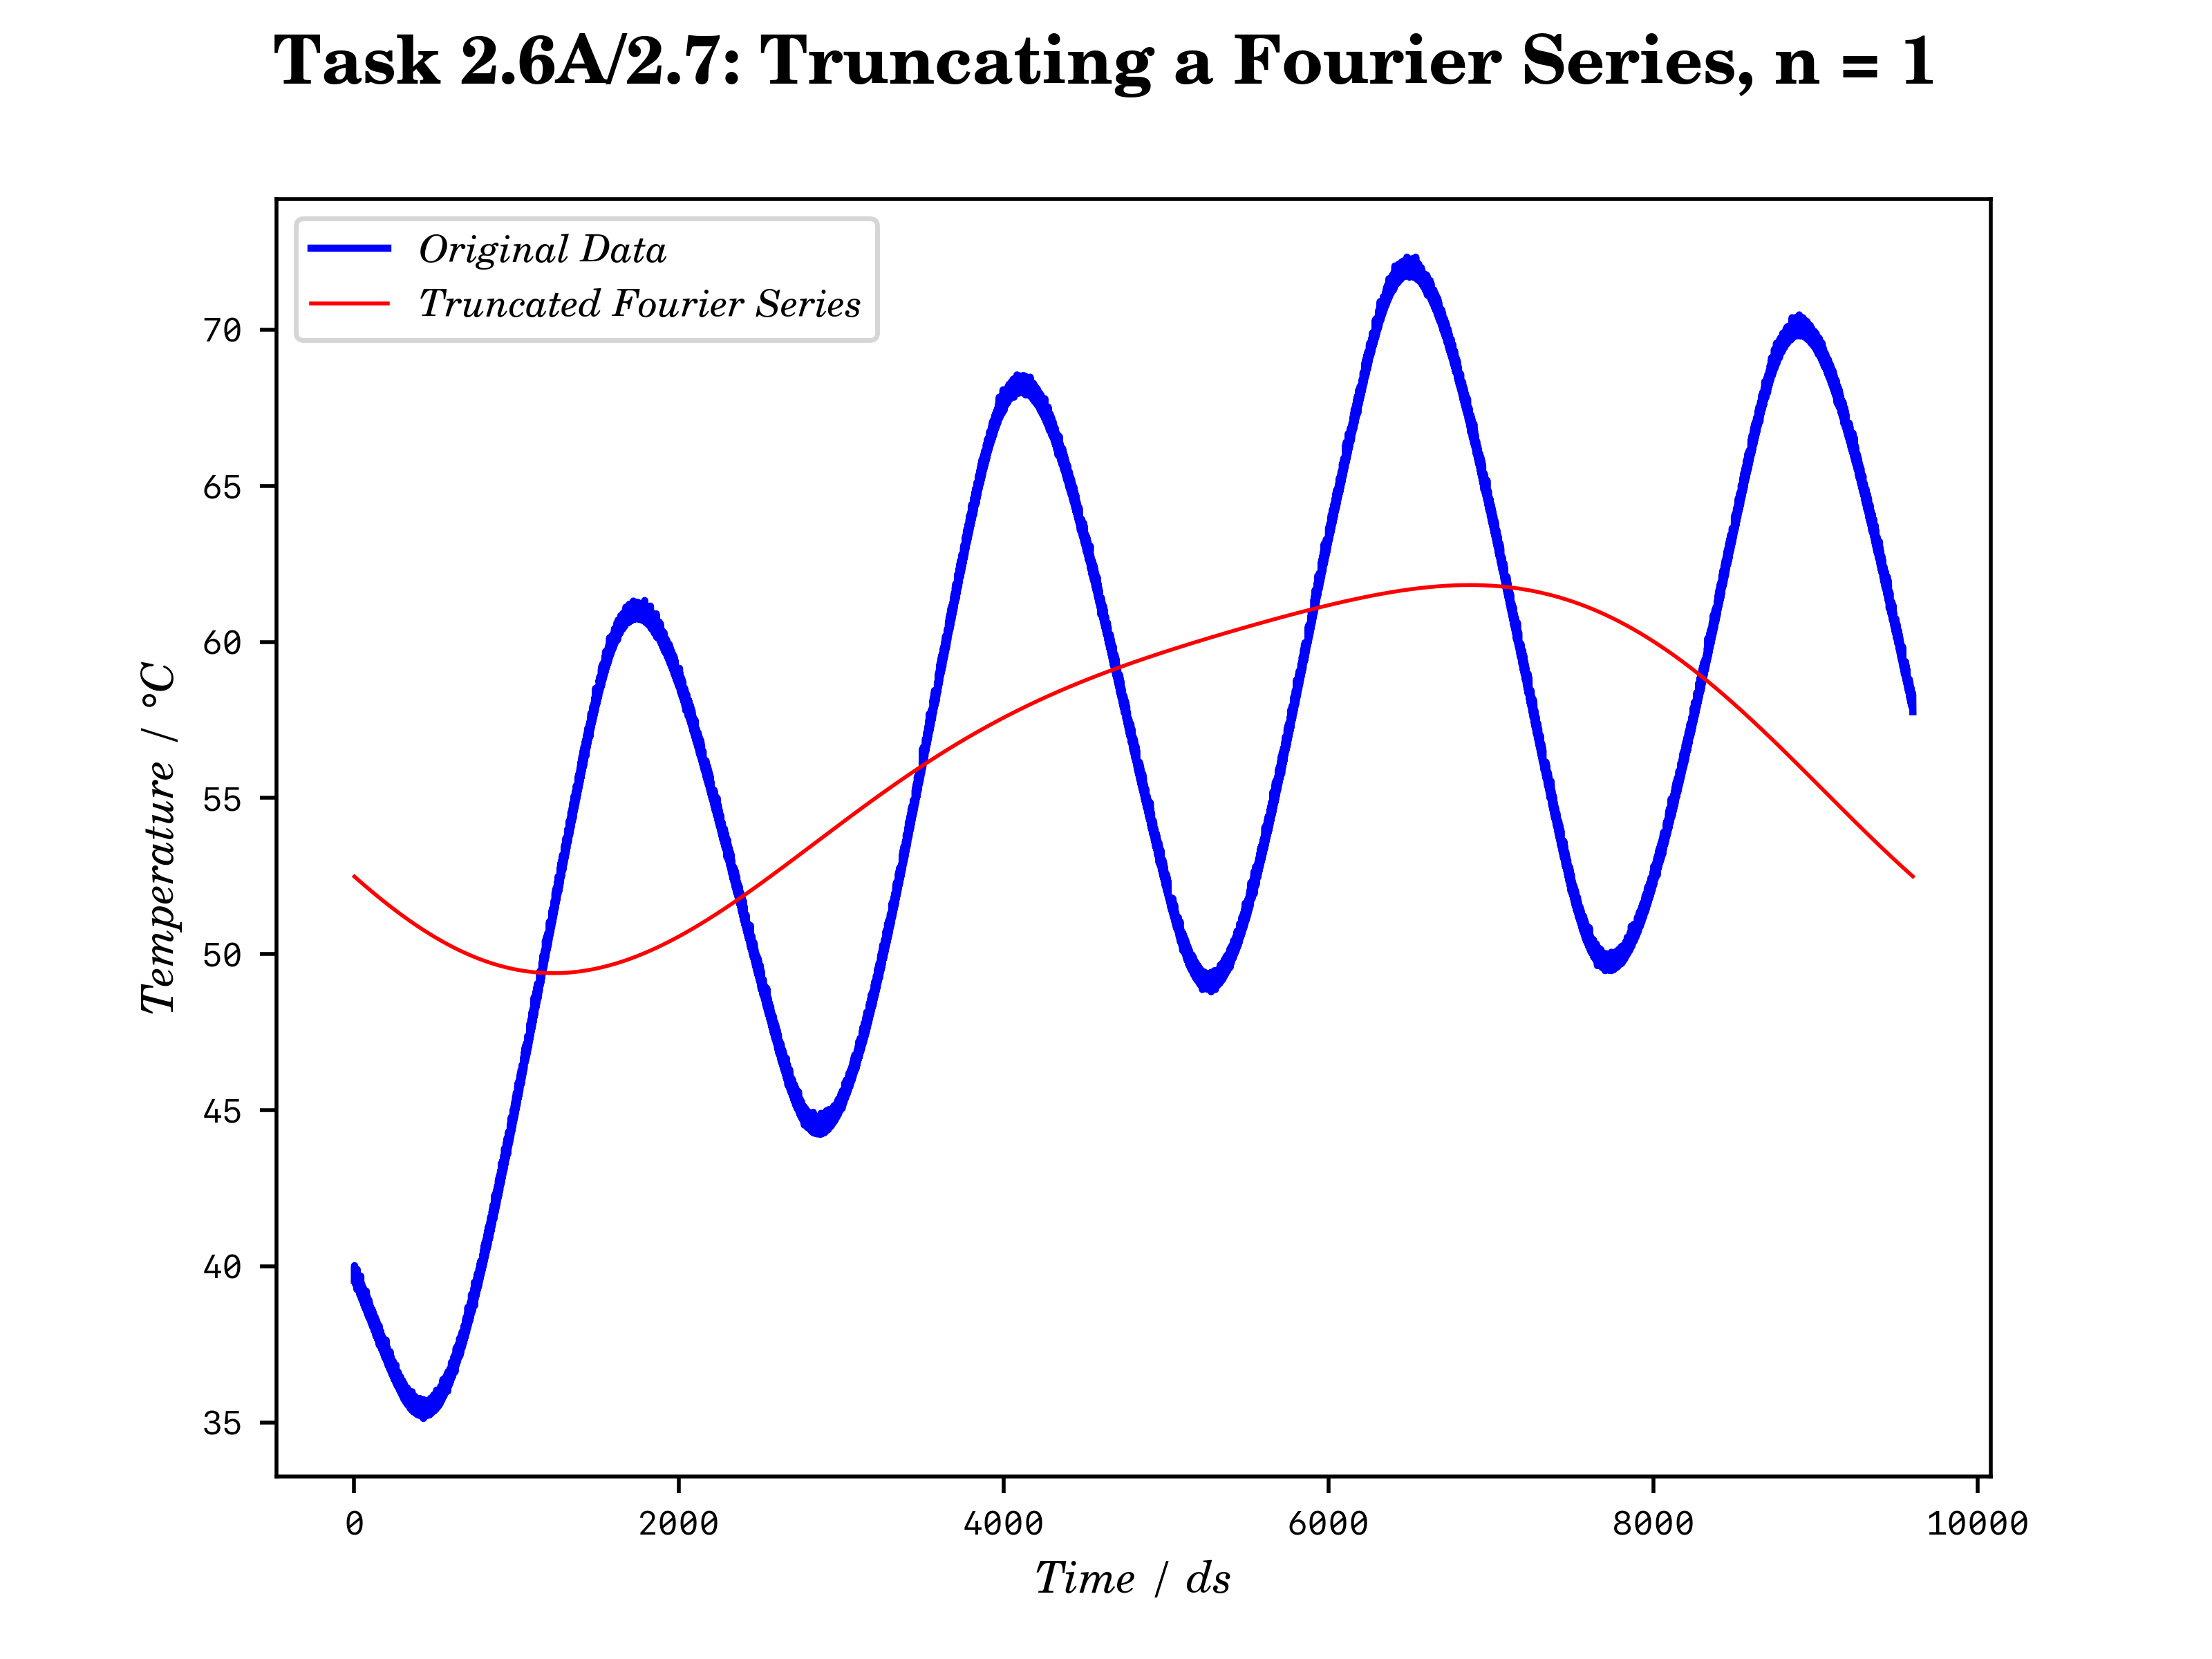 Task 2.6A/2.7: Truncating a Fourier Series, n = 1
Original Data
Truncated Fourier Series
70
65
60
55
50
45
40
35
Temperature / °C
0 2000 4000 6000 8000 10000
Time / ds